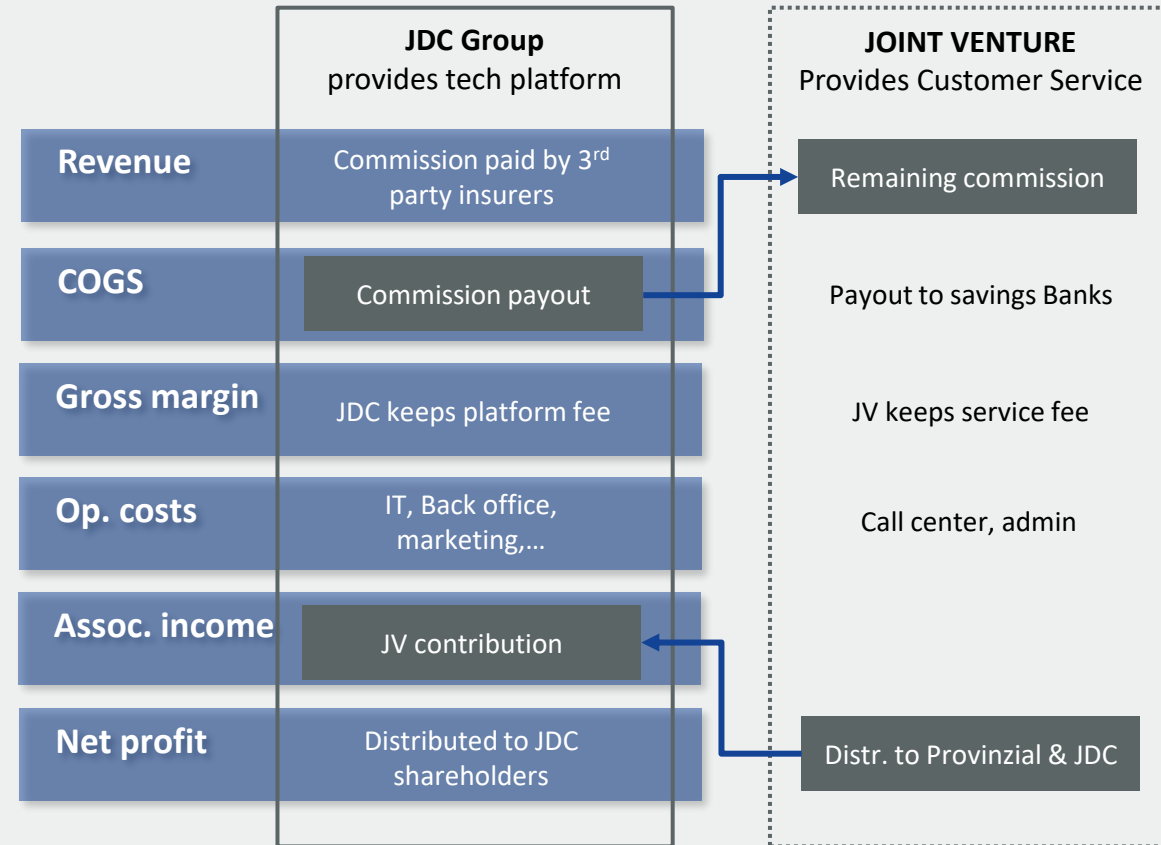 JDC Group
provides tech platform
JOINT VENTURE
Provides Customer Service
Revenue
Commission paid by 3rd
party insurers
Remaining commission
COGS
Commission payout
Payout to savings Banks
Gross margin
JDC keeps platform fee
JV keeps service fee
Op. costs
IT, Back office,
marketing,...
Call center, admin
Assoc. income
JV contribution
Net profit
Distributed to JDC
shareholders
Distr. to Provinzial & JDC